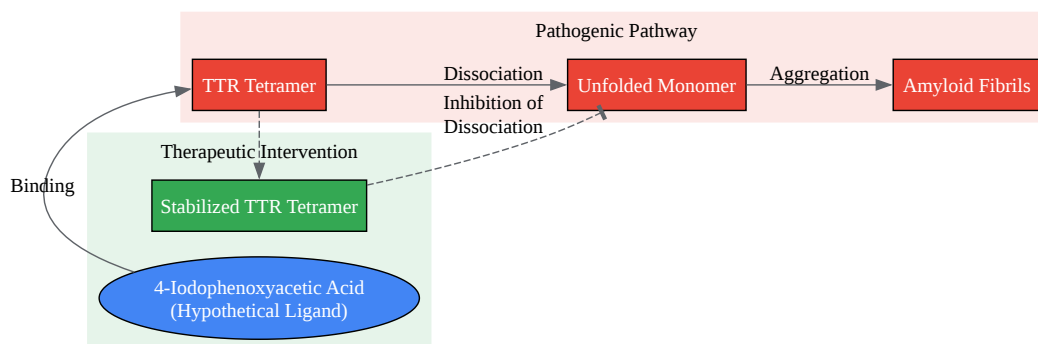 Pathogenic Pathway
TTR Tetramer
Dissociation
Unfolded Monomer
Aggregation
Amyloid Fibrils
Inhibition of
Dissociation
Therapeutic Intervention
Binding
Stabilized TTR Tetramer
4-Iodophenoxyacetic Acid
(Hypothetical Ligand)